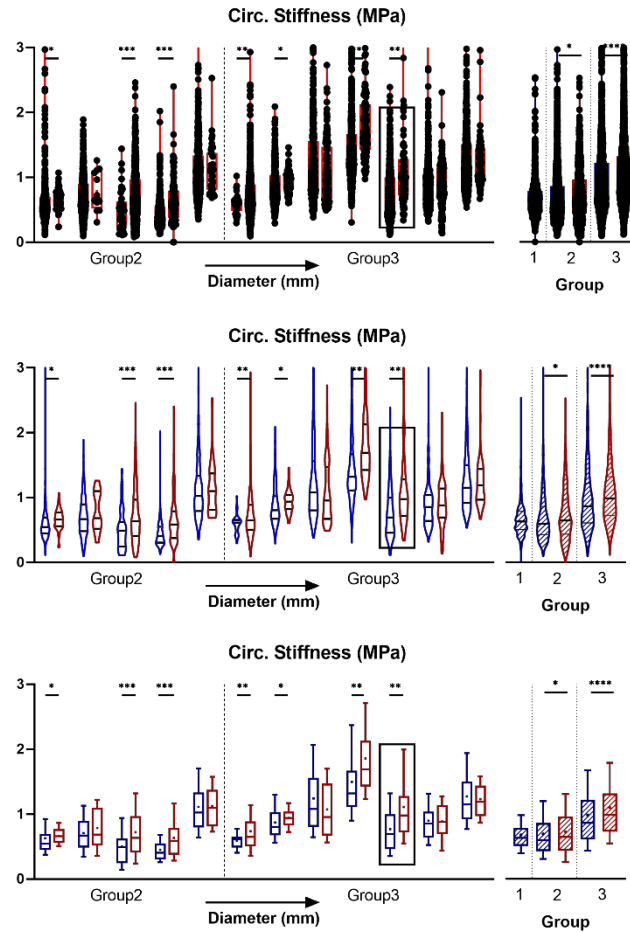 Circ. Stiffness (MPa)
3
* *** *** ** * * ** * ***
2
1
0
Group2 Group3 1 2 3
Diameter (mm) Group
Circ. Stiffness (MPa)
3
* *** *** ** * ** ** * ****
2
1
0
Group2 Group3 1 2 3
Diameter (mm) Group
Circ. Stiffness (MPa)
3
* *** *** ** * ** ** * ****
2
1
0
Group2 Group3 1 2 3
Diameter (mm) Group